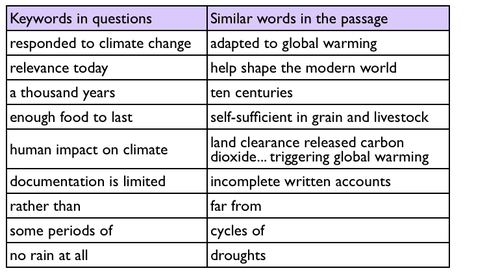 Keywords in questions Similar words in the passage
responded to climate change adapted to global warming
relevance today help shape the modern world
a thousand years ten centuries
enough food to last self-sufficient in grain and livestock
human impact on climate land clearance released carbon
dioxide... triggering global warming
documentation is limited incomplete written accounts
rather than far from
some periods of cycles of
no rain at all droughts